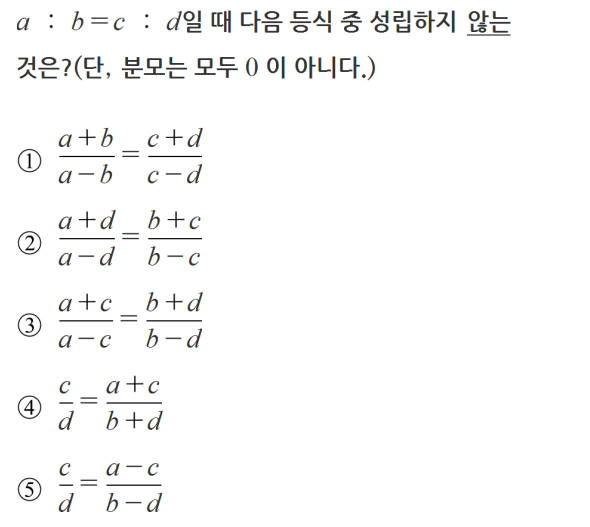 a : b=c : d일 때 다음 등식 중 성립하지 않는
것은?(단, 분모는 모두 0 이 아니다.)
① \frac{a+b}{a-b}=\frac{c+d}{c-d}
② \frac{a+d}{a-d}=\frac{b+c}{b-c}
③ \frac{a+c}{a-c}=\frac{b+d}{b-d}
④ \frac{c}{d}=\frac{a+c}{b+d}
⑤ \frac{c}{d}=\frac{a-c}{b-d}